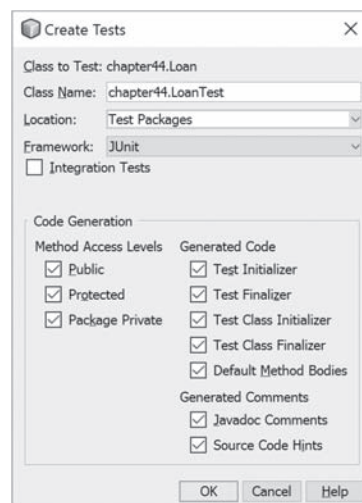 Create Tests
Class to Test: chapter44.Loan
Class Name: chapter44.LoanTest
Location: Test Packages
Framework: JUnit
Integration Tests
Code Generation
Method Access Levels
Public
Protected
Package Private
Generated Code
Test Initializer
Test Finalizer
Test Class Initializer
Test Class Finalizer
Default Method Bodies
Generated Comments
Javadoc Comments
Source Code Hints
OK Cancel Help